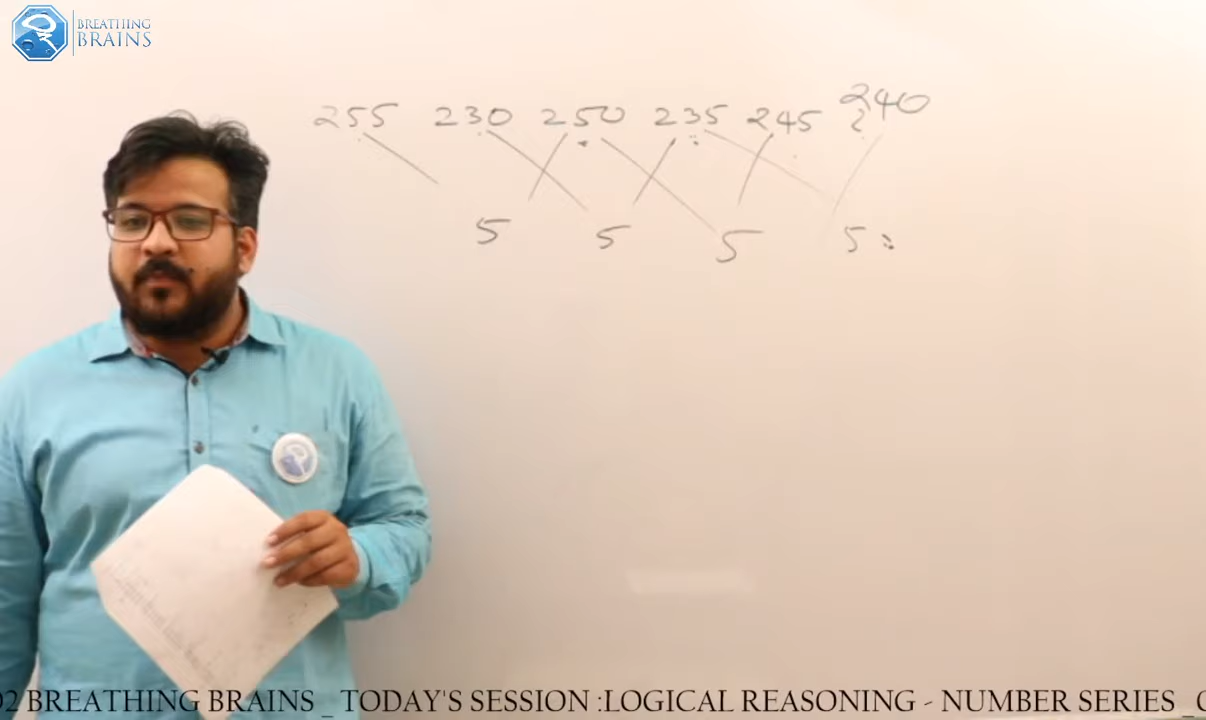 BREATHING
BRAINS
255 230 250 235 245 240
?
5 5 5 5
02 BREATHING BRAINS _ TODAY'S SESSION :LOGICAL REASONING - NUMBER SERIES _